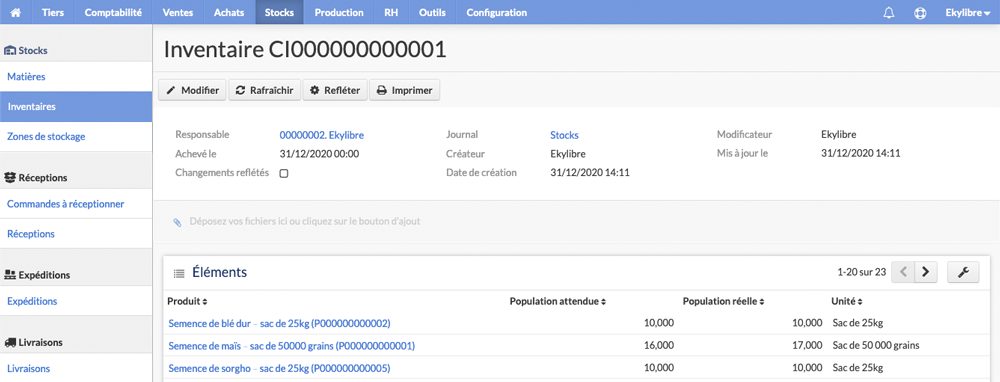 Tiers Comptabilité Ventes Achats Stocks Production RH Outils Configuration Ekylibre
Stocks
Matières
Inventaires
Zones de stockage
Réceptions
Commandes à réceptionner
Réceptions
Expéditions
Expéditions
Livraisons
Livraisons
Inventaire CI000000000001
Modifier Rafraîchir Refléter Imprimer
Responsable 00000002. Ekylibre Journal Stocks Modificateur Ekylibre
Achevé le 31/12/2020 00:00 Créateur Ekylibre Mis à jour le 31/12/2020 14:11
Changements reflétés Date de création 31/12/2020 14:11
Déposez vos fichiers ici ou cliquez sur le bouton d'ajout
Éléments 1-20 sur 23
Produit Population attendue Population réelle Unité
Semence de blé dur – sac de 25kg (P000000000002) 10,000 10,000 Sac de 25kg
Semence de maïs – sac de 50000 grains (P000000000001) 16,000 17,000 Sac de 50 000 grains
Semence de sorgho – sac de 25kg (P000000000005) 10,000 10,000 Sac de 25kg